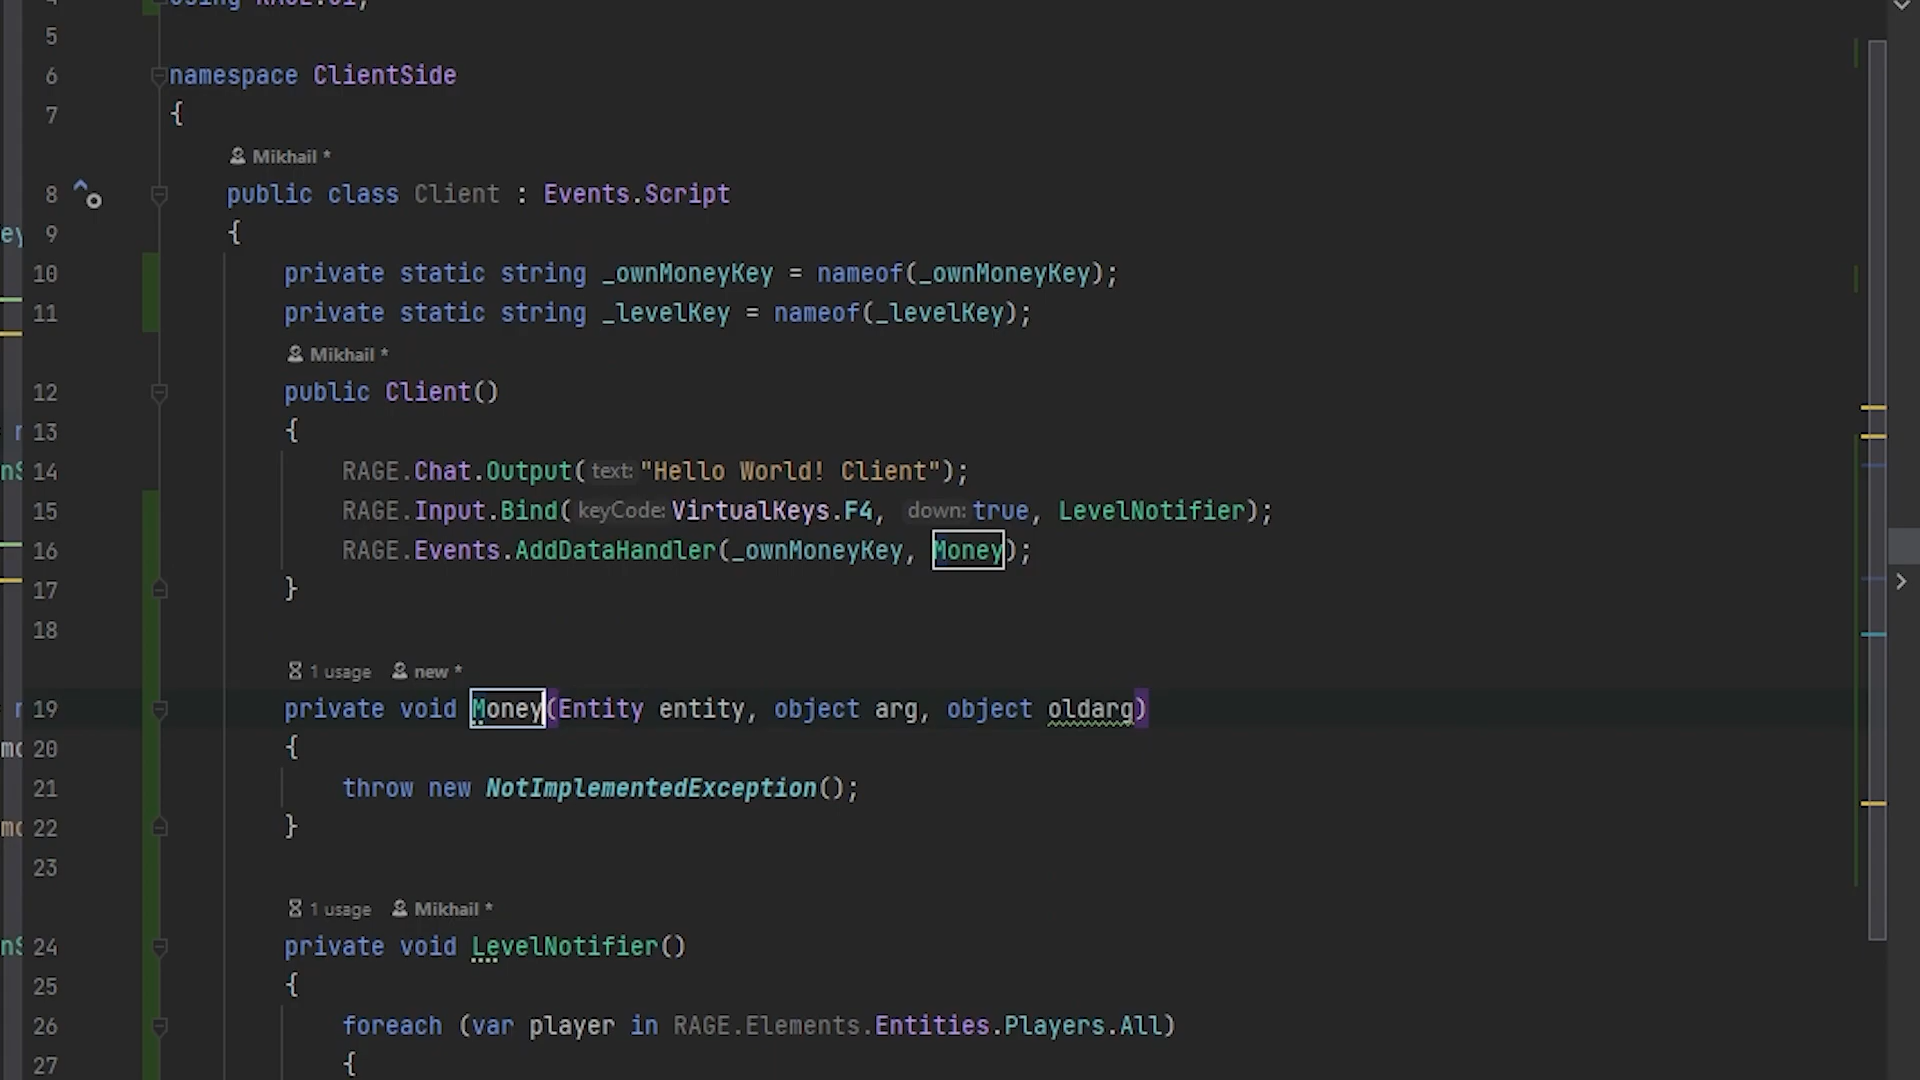 using RAGE.Ui;
5
6 namespace ClientSide
7 {
Mikhail *
8 public class Client : Events.Script
ey 9 {
10 private static string _ownMoneyKey = nameof(_ownMoneyKey);
11 private static string _levelKey = nameof(_levelKey);
Mikhail *
12 public Client()
13 {
14 RAGE.Chat.Output( text: "Hello World! Client");
15 RAGE.Input.Bind( keyCode: VirtualKeys.F4, down: true, LevelNotifier);
16 RAGE.Events.AddDataHandler(_ownMoneyKey, Money);
17 }
18
1 usage new *
19 private void Money(Entity entity, object arg, object oldarg)
20 {
21 throw new NotImplementedException();
22 }
23
1 usage Mikhail *
24 private void LevelNotifier()
25 {
26 foreach (var player in RAGE.Elements.Entities.Players.All)
27 {